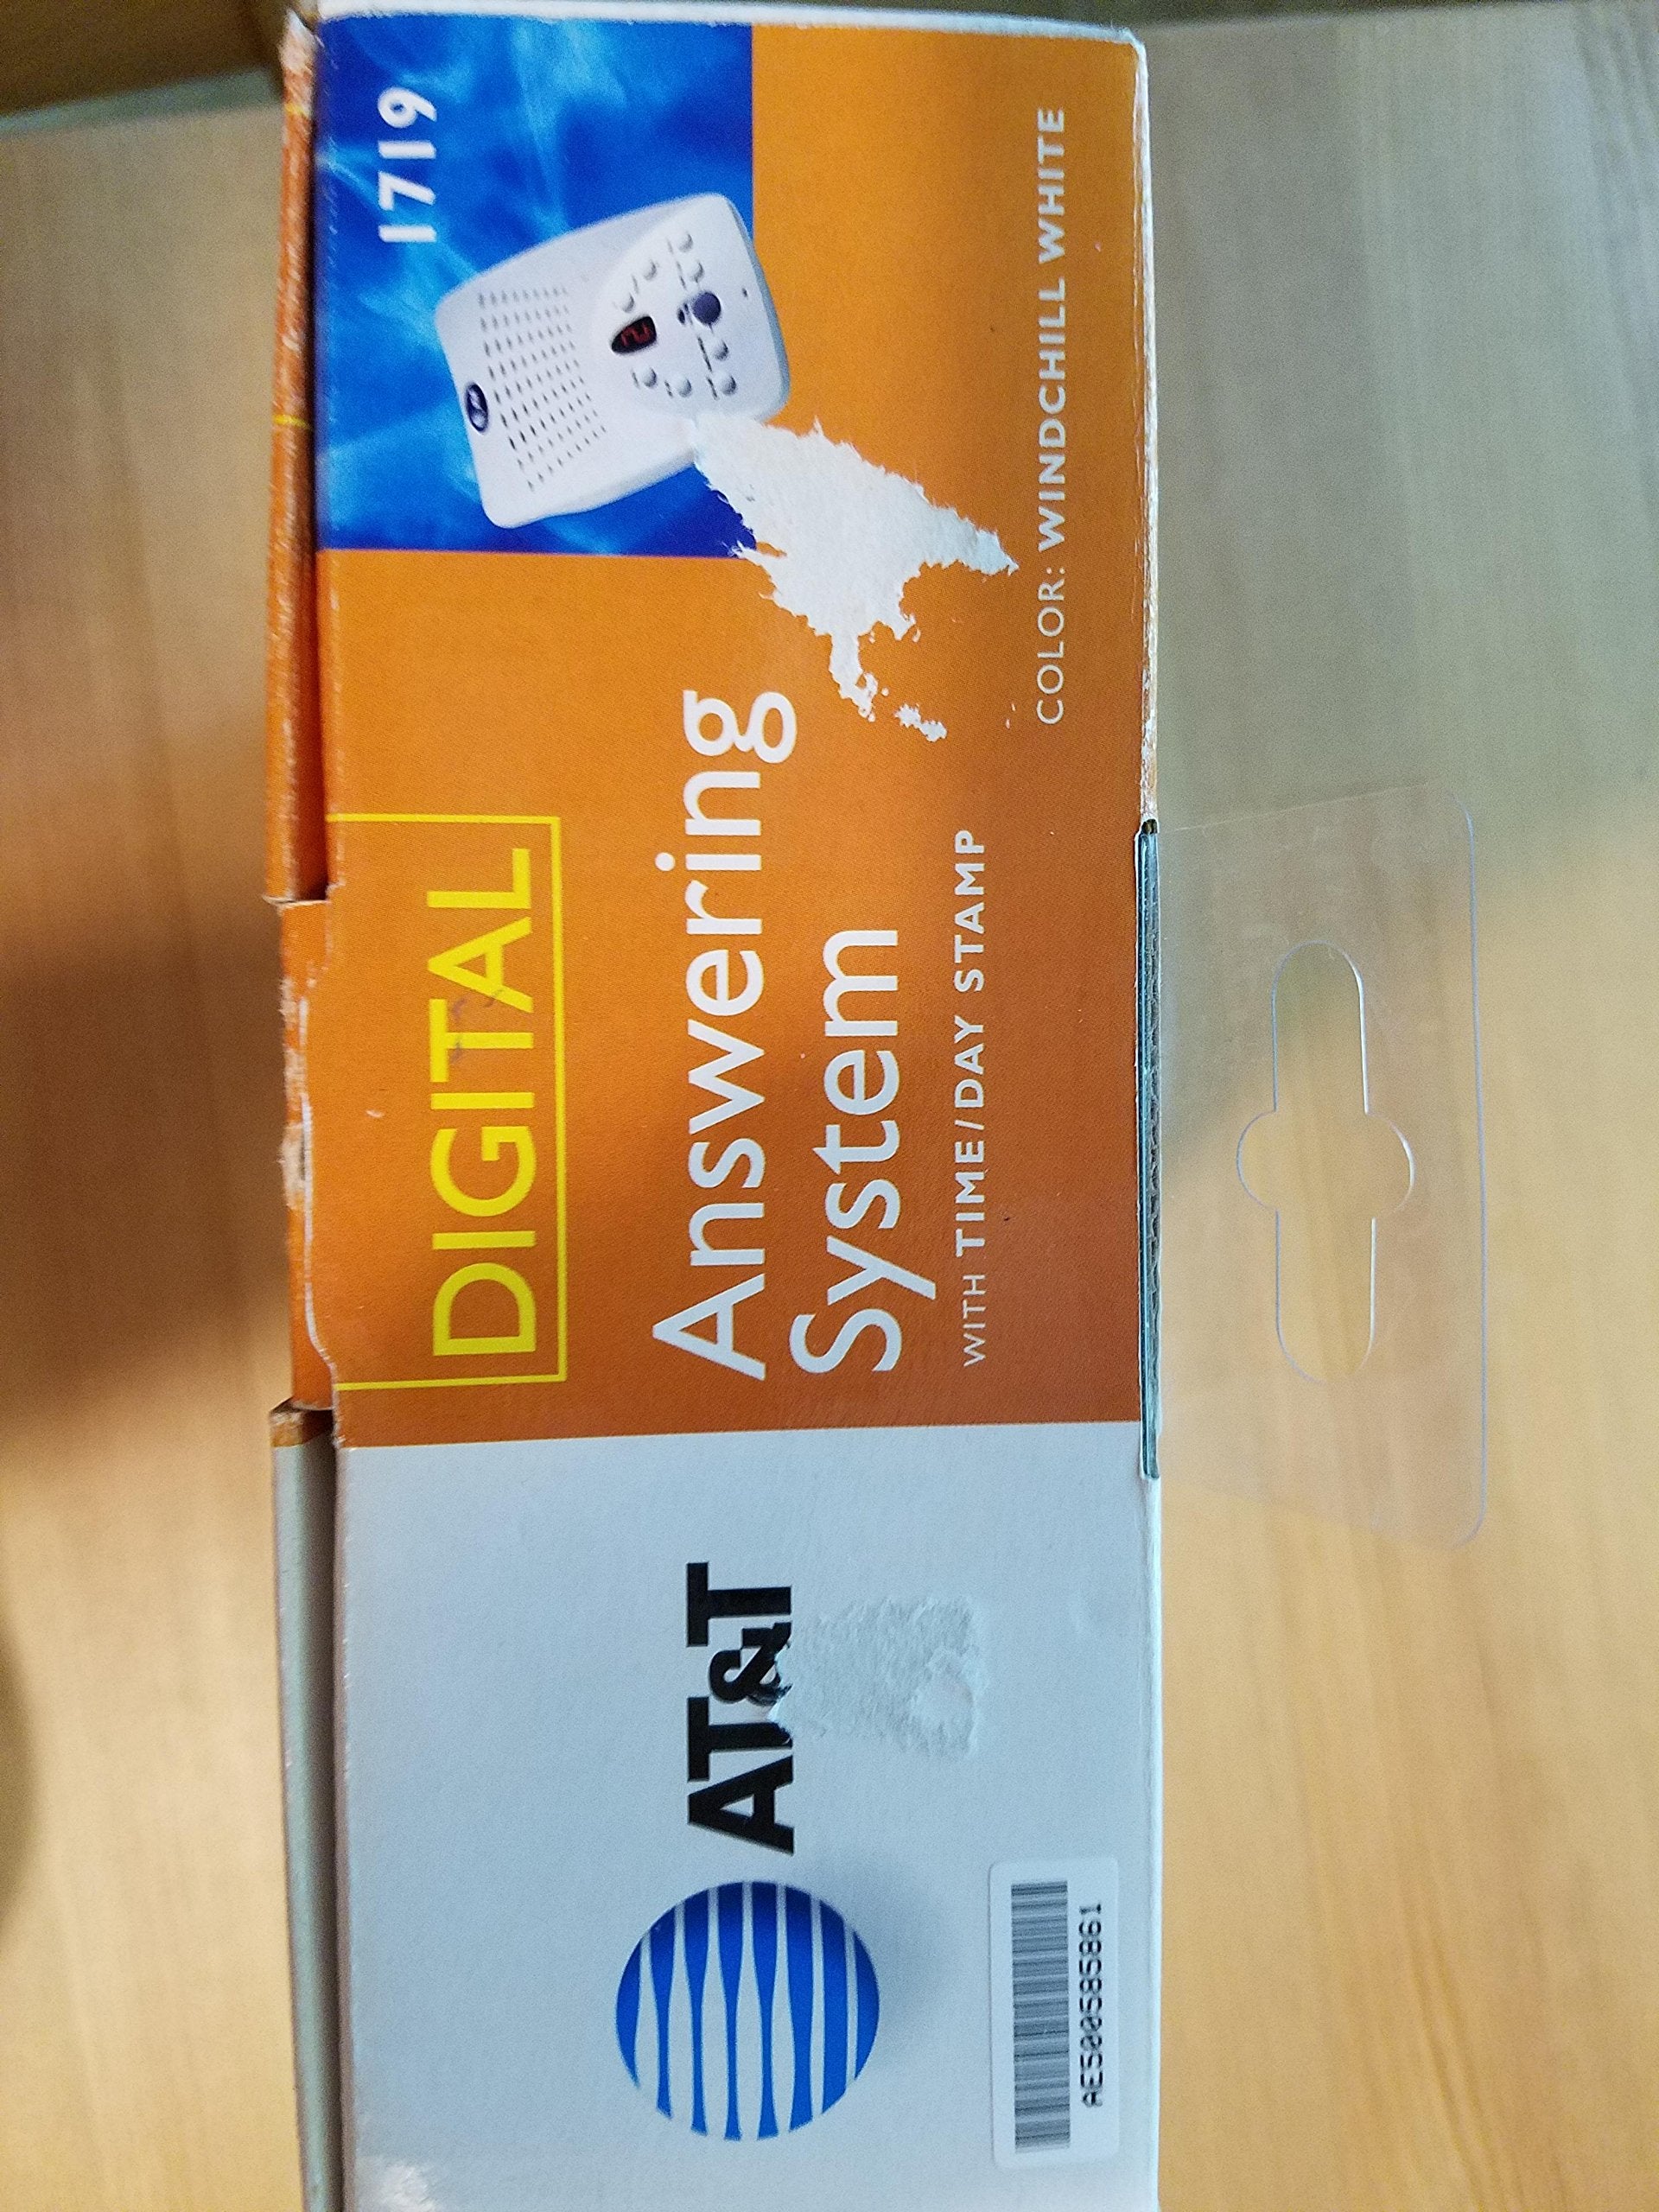 AT&T
DIGITAL
Answering
System
WITH TIME/DAY STAMP
1719
COLOR: WINDCHILL WHITE
AE500585861